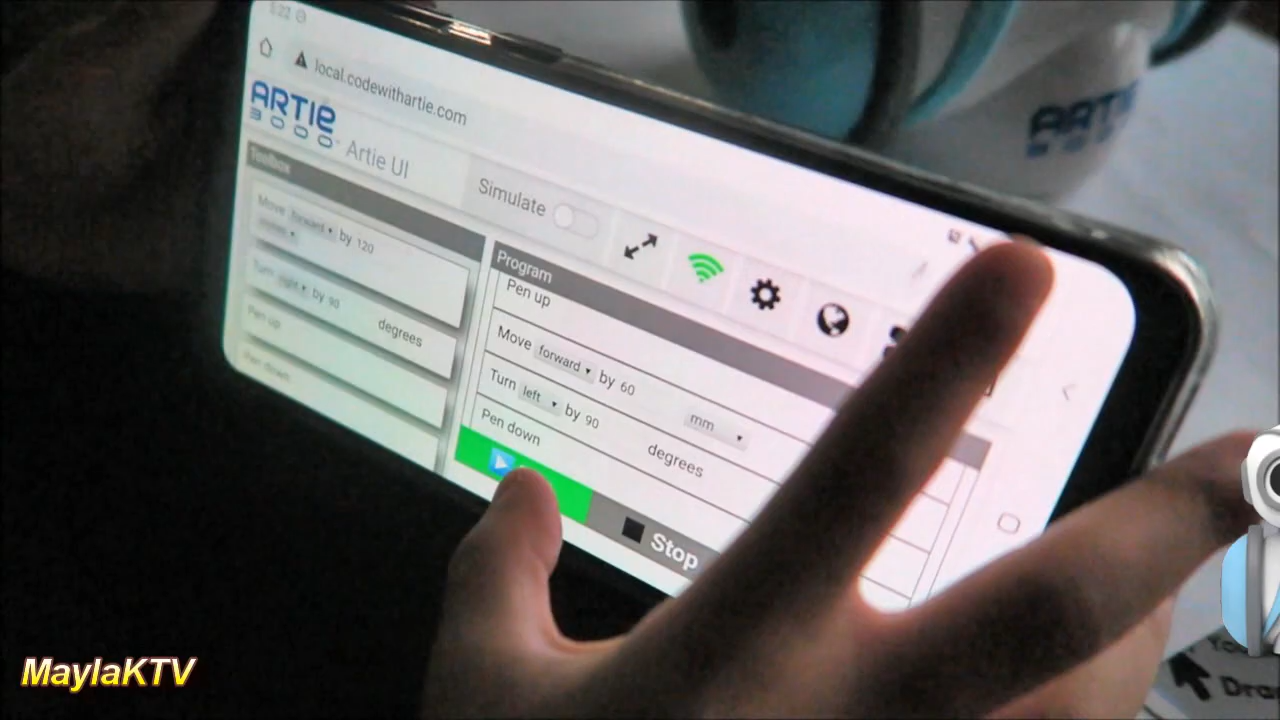 5:22
local.codewithartie.com
ARTIE
3000
Artie UI
Simulate
Toolbox
Move forward by 120
Turn right by 90
degrees
Pen up
Pen down
Program
Pen up
Move forward by 60
mm
Turn left by 90
degrees
Pen down
Stop
ARTIE
MaylaKTV